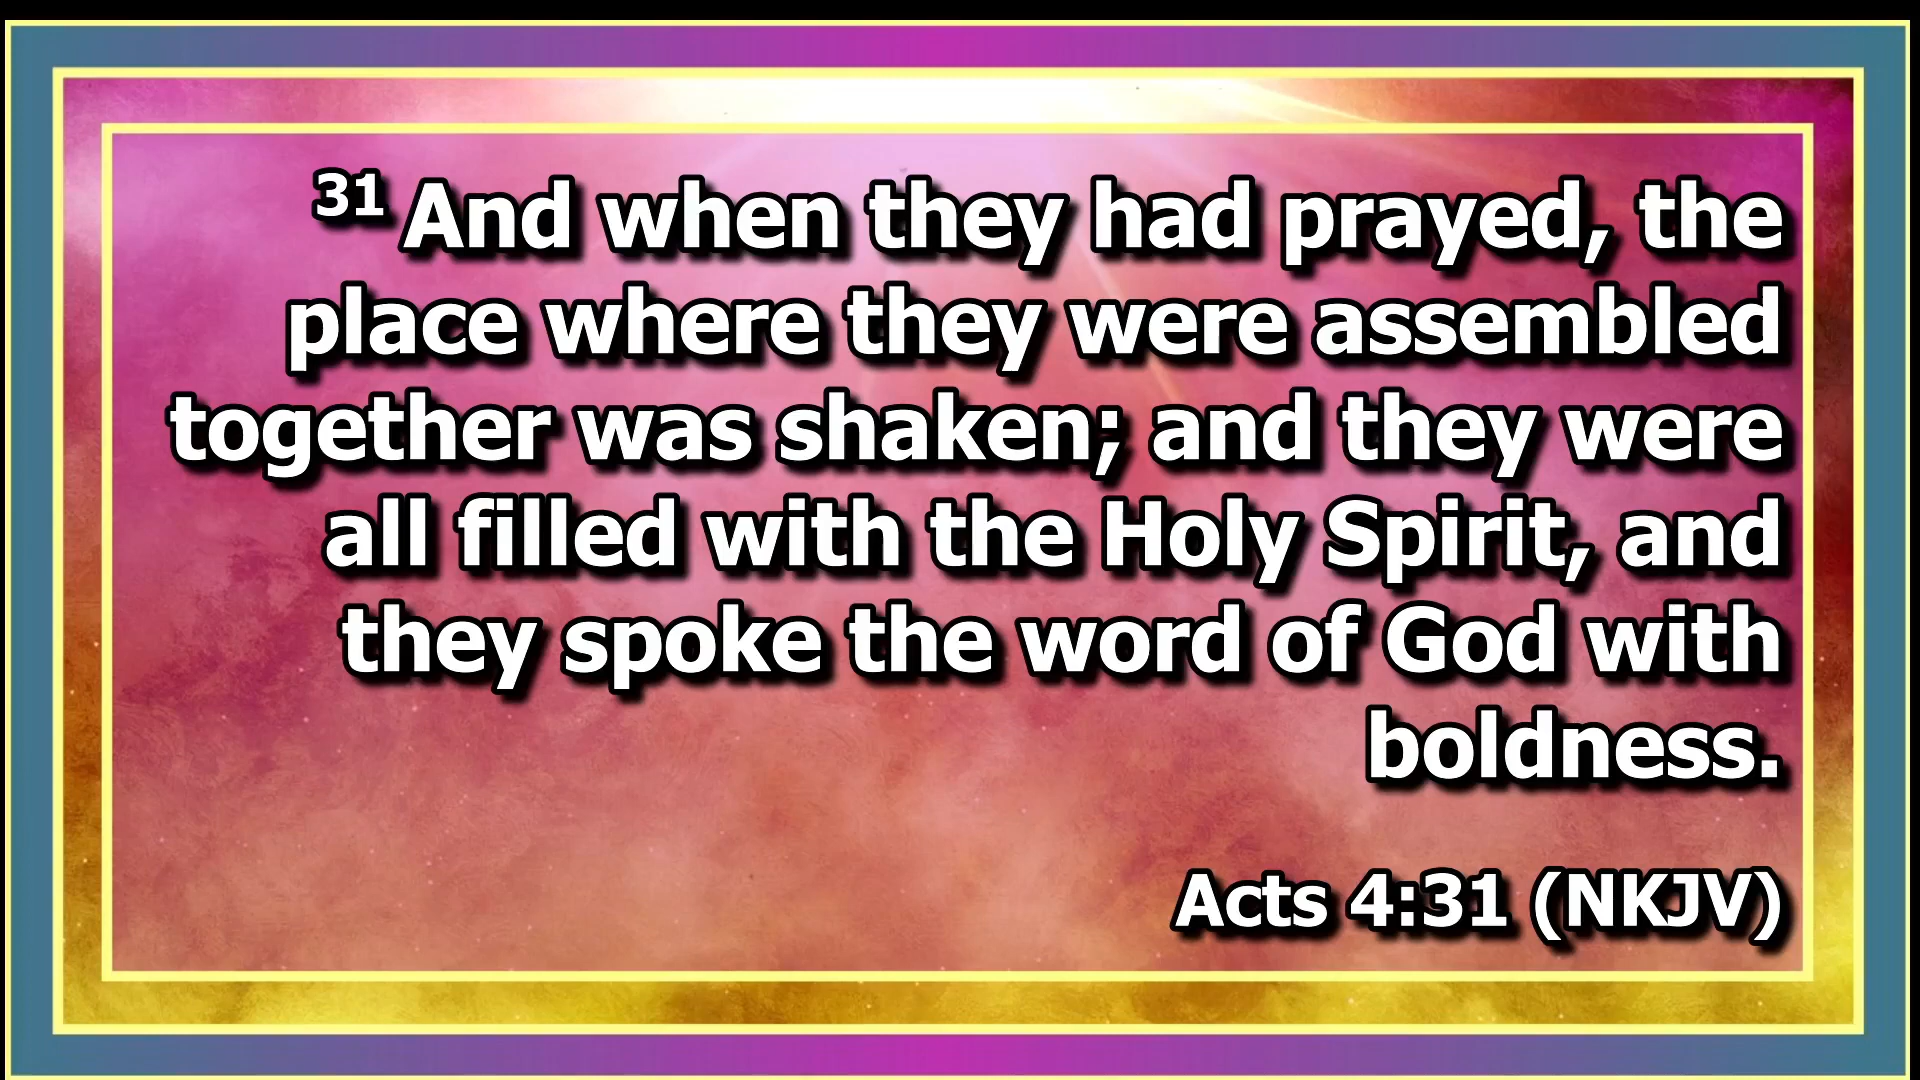 31 And when they had prayed, the
place where they were assembled
together was shaken; and they were
all filled with the Holy Spirit, and
they spoke the word of God with
boldness.
Acts 4:31 (NKJV)